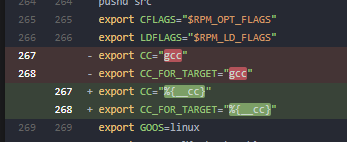 264 264 pushd src
265 265 export CFLAGS="$RPM_OPT_FLAGS"
266 266 export LDFLAGS="$RPM_LD_FLAGS"
267 - export CC="gcc"
268 - export CC_FOR_TARGET="gcc"
267 + export CC="%{__cc}"
268 + export CC_FOR_TARGET="%{__cc}"
269 269 export GOOS=linux